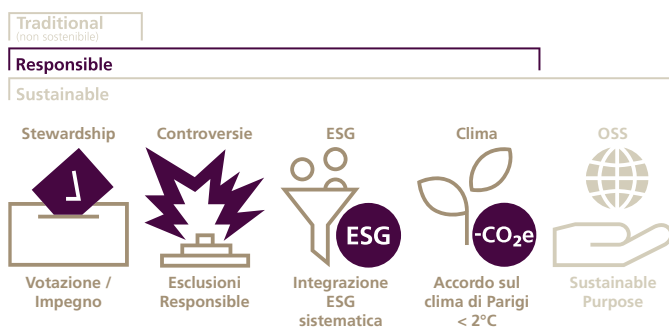 Traditional
(non sostenibile)
Responsible
Sustainable
Stewardship
Controversie
ESG
Clima
OSS
ESG
-CO₂e
Votazione /
Impegno
Esclusioni
Responsible
Integrazione
ESG
sistematica
Accordo sul
clima di Parigi
< 2°C
Sustainable
Purpose